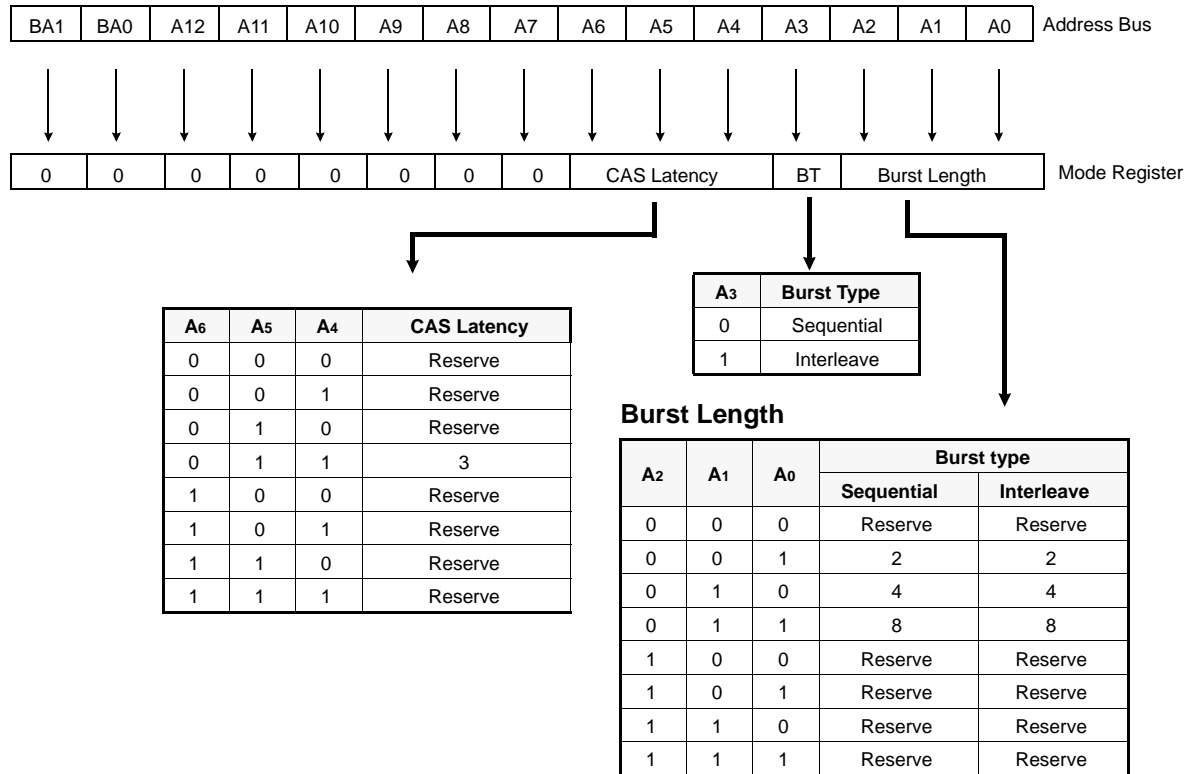 BA1 BA0 A12 A11 A10 A9 A8 A7 A6 A5 A4 A3 A2 A1 A0 Address Bus
0 0 0 0 0 0 0 0 CAS Latency BT Burst Length Mode Register
A3 Burst Type
0 Sequential
1 Interleave
A6 A5 A4 CAS Latency
0 0 0 Reserve
0 0 1 Reserve
0 1 0 Reserve
0 1 1 3
1 0 0 Reserve
1 0 1 Reserve
1 1 0 Reserve
1 1 1 Reserve
Burst Length
A2 A1 A0 Burst type
Sequential Interleave
0 0 0 Reserve Reserve
0 0 1 2 2
0 1 0 4 4
0 1 1 8 8
1 0 0 Reserve Reserve
1 0 1 Reserve Reserve
1 1 0 Reserve Reserve
1 1 1 Reserve Reserve